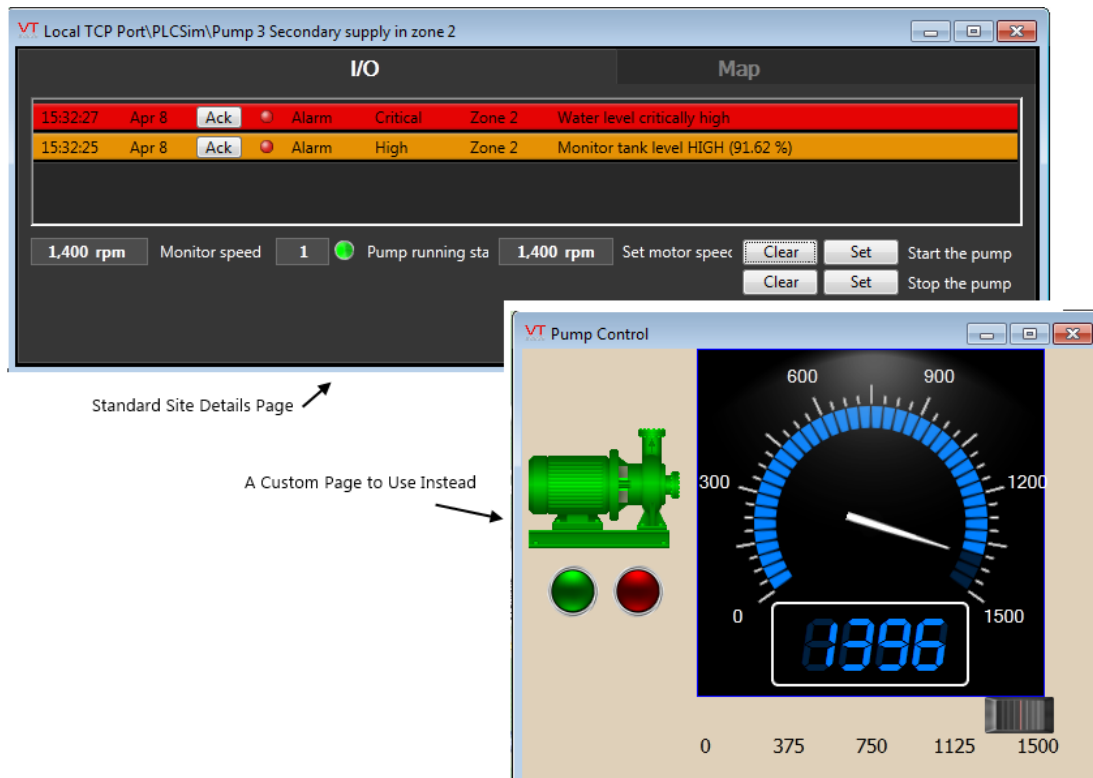 VT Local TCP Port\PLCSim\Pump 3 Secondary supply in zone 2
I/O Map
15:32:27 Apr 8 Ack Alarm Critical Zone 2 Water level critically high
15:32:25 Apr 8 Ack Alarm High Zone 2 Monitor tank level HIGH (91.62 %)
1,400 rpm Monitor speed 1 Pump running sta 1,400 rpm Set motor speec Clear Set Start the pump
Clear Set Stop the pump
Standard Site Details Page
A Custom Page to Use Instead
VT Pump Control
600 900
300 1200
0 1500
1396
0 375 750 1125 1500